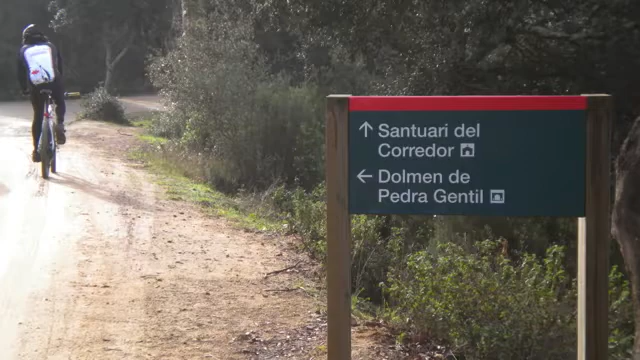 ↑ Santuari del
Corredor
← Dolmen de
Pedra Gentil